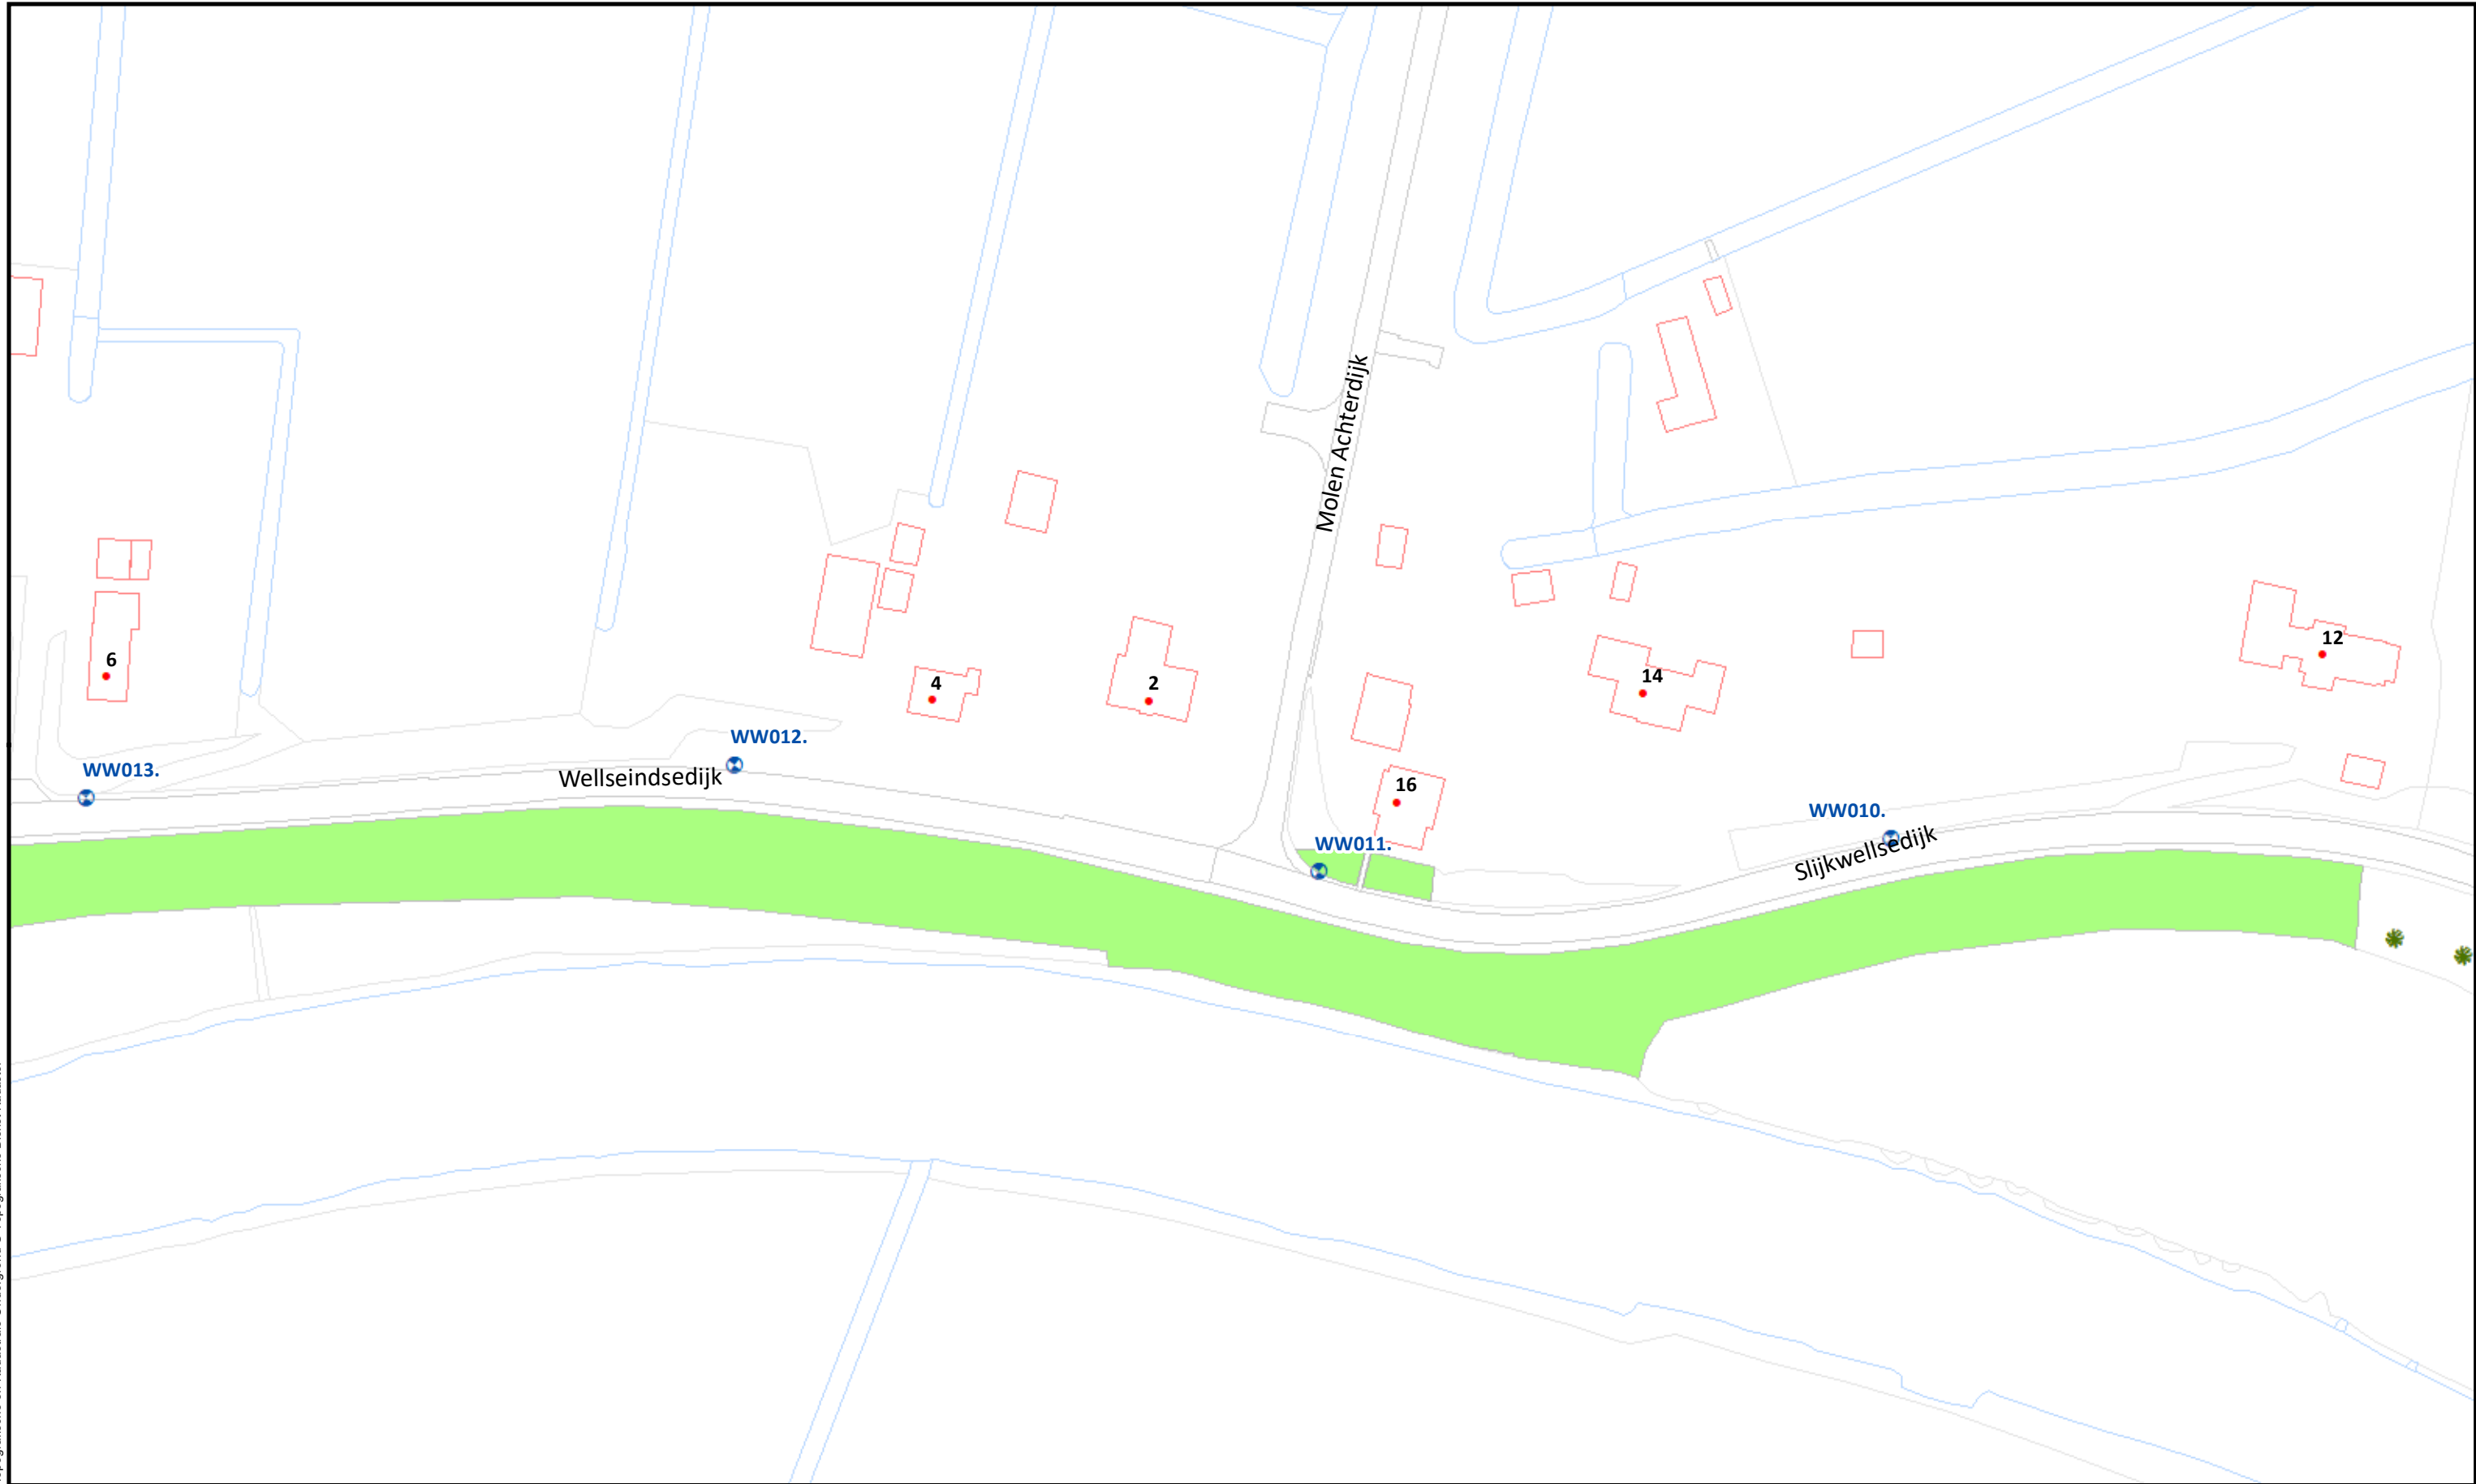 Molen Achterdijk
6
4
2
14
12
WW012.
WW013.
Wellseindsedijk
16
WW010.
WW011.
Slijkwellsedijk